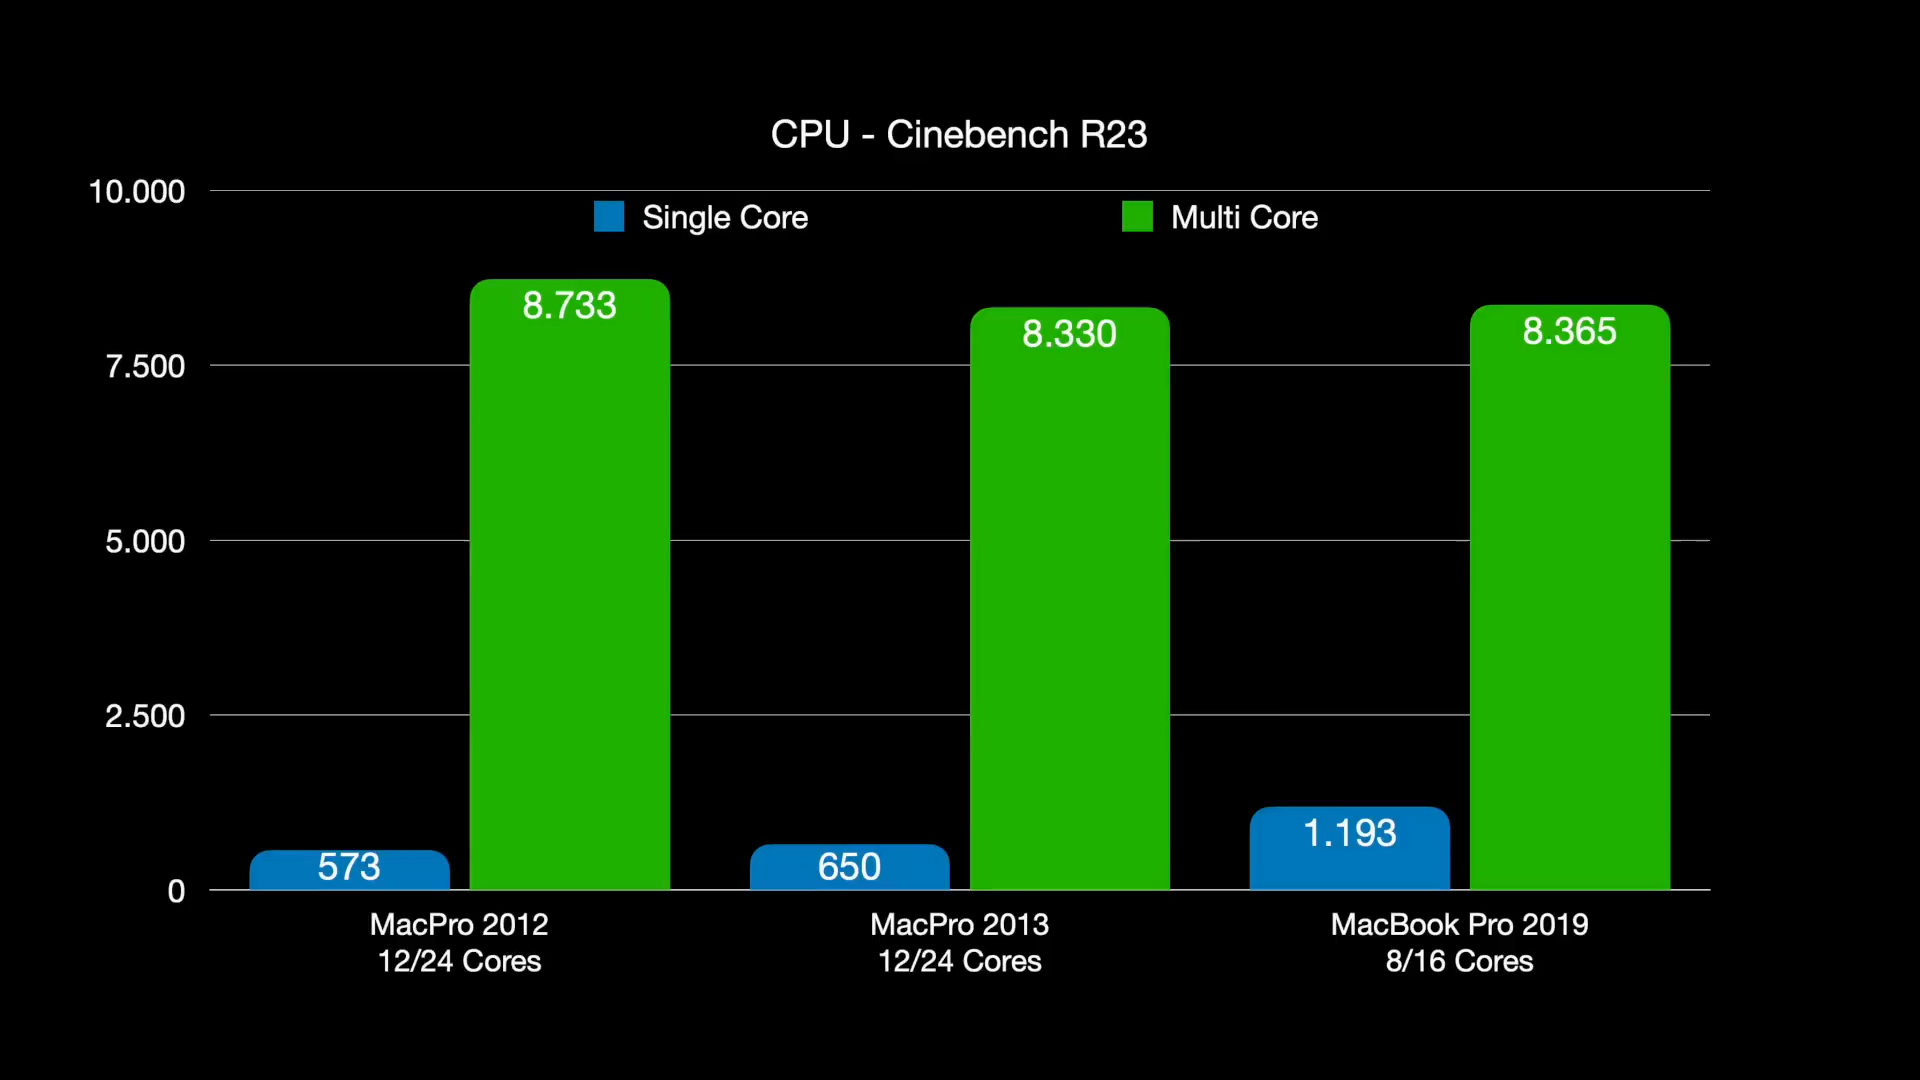 CPU - Cinebench R23
10.000
Single Core
Multi Core
8.733
8.330
8.365
7.500
5.000
2.500
1.193
573
650
0
MacPro 2012
12/24 Cores
MacPro 2013
12/24 Cores
MacBook Pro 2019
8/16 Cores